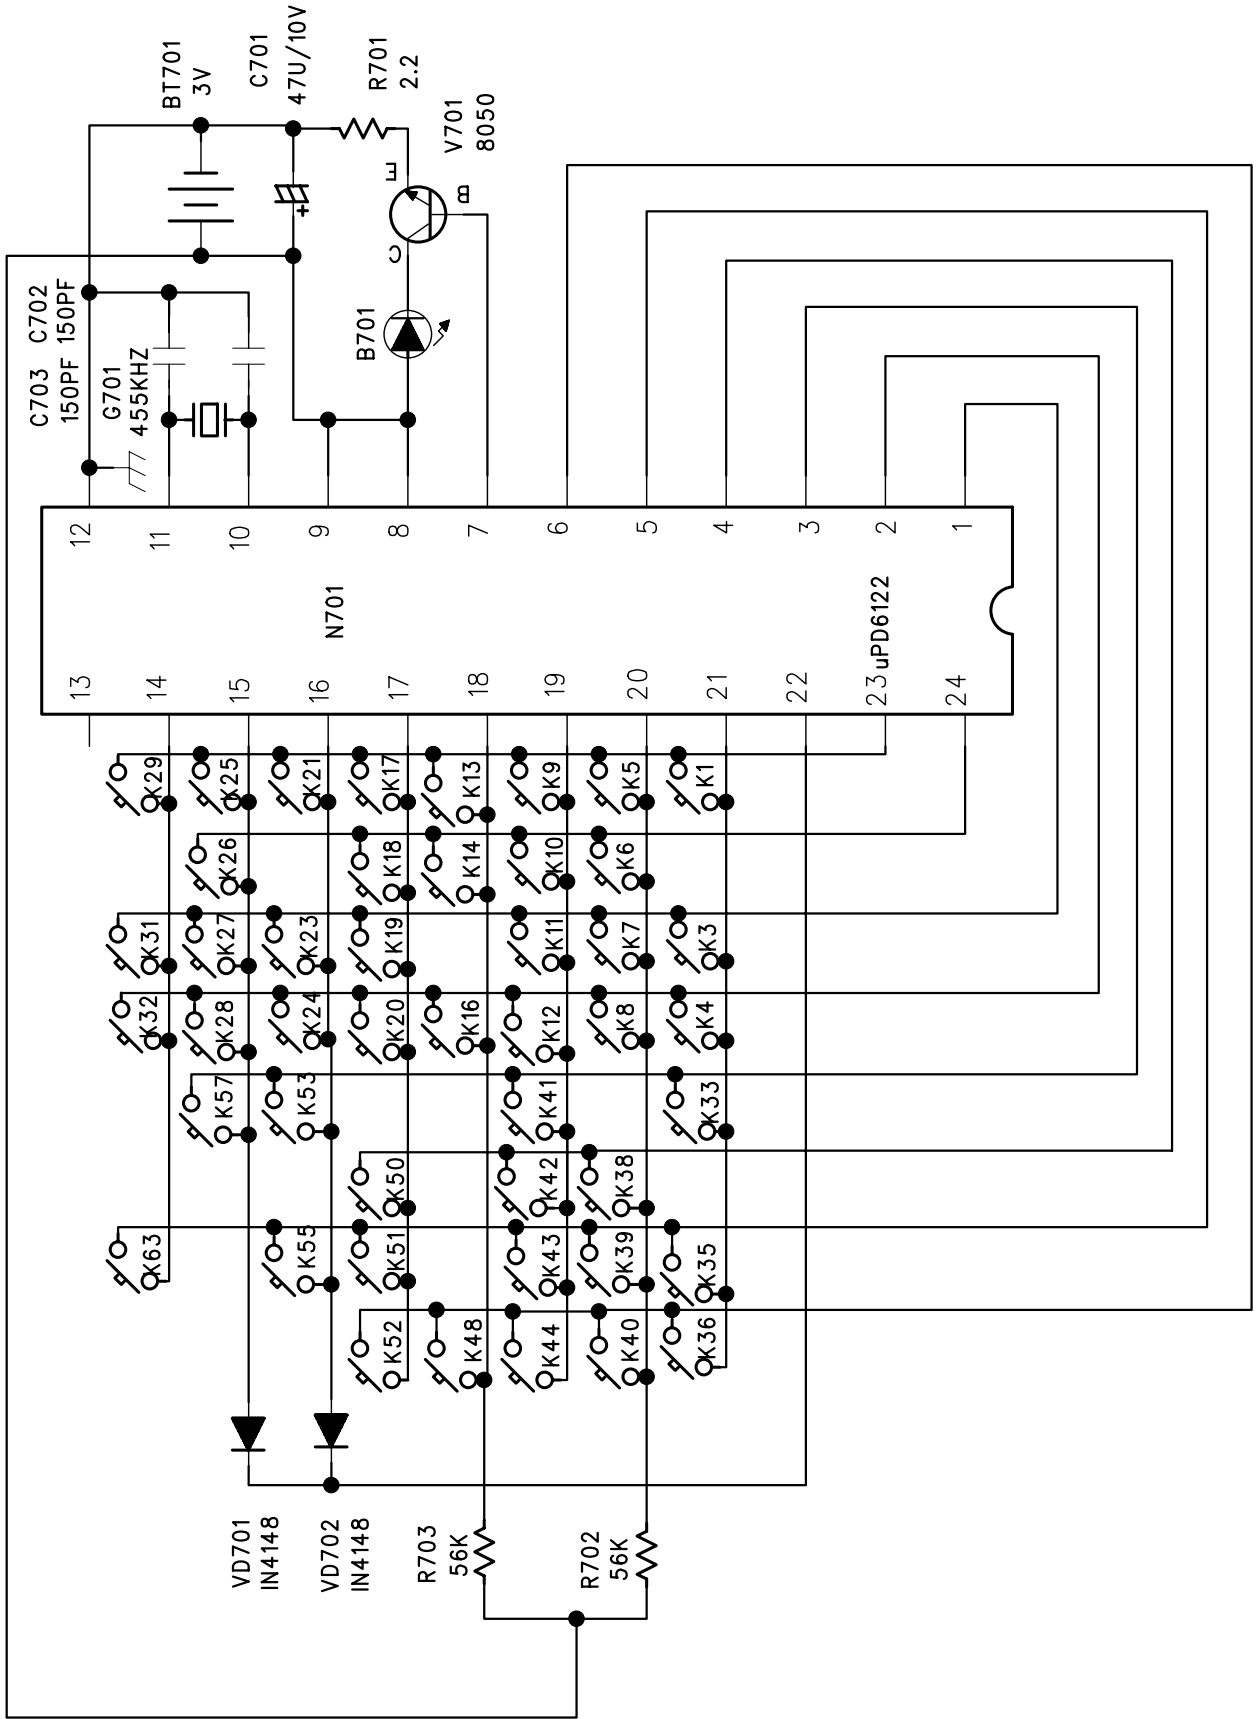 BT701
3V
C701
47U/10V
R701
2.2
V701
8050
E
B
C
C703 C702
150PF 150PF
G701
455KHZ
B701
12
11
10
9
8
7
6
5
4
3
2
1
N701
uPD6122
13
14
15
16
17
18
19
20
21
22
23
24
K29
K25
K21
K17
K13
K9
K5
K1
K26
K18
K14
K10
K6
K31
K27
K23
K19
K11
K7
K3
K32
K28
K24
K20
K16
K12
K8
K4
K57
K53
K41
K33
K50
K42
K38
K63
K55
K51
K43
K39
K35
K52
K48
K44
K40
K36
VD701
IN4148
VD702
IN4148
R703
56K
R702
56K